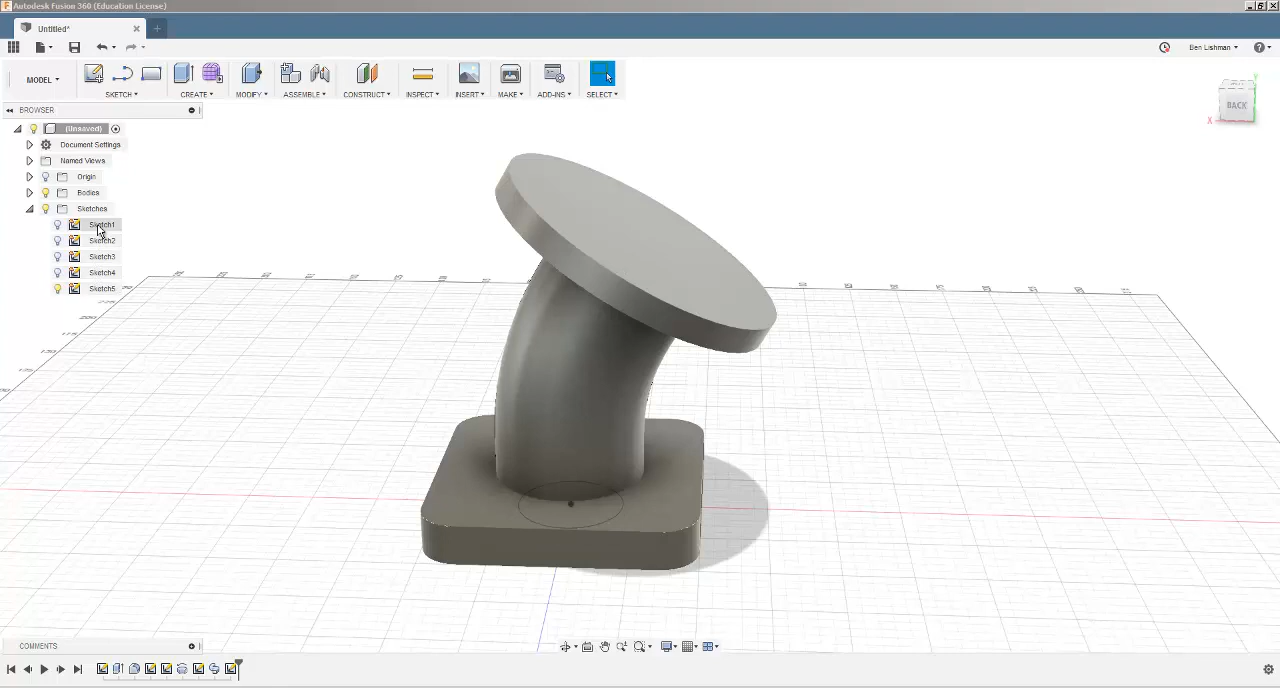 Autodesk Fusion 360 (Education License)
Untitled*
Ben Lishman
MODEL
SKETCH
CREATE
MODIFY
ASSEMBLE
CONSTRUCT
INSPECT
INSERT
MAKE
ADD-INS
SELECT
BROWSER
(Unsaved)
Document Settings
Named Views
Origin
Bodies
Sketches
Sketch1
Sketch2
Sketch3
Sketch4
Sketch5
BACK
X
Y
COMMENTS